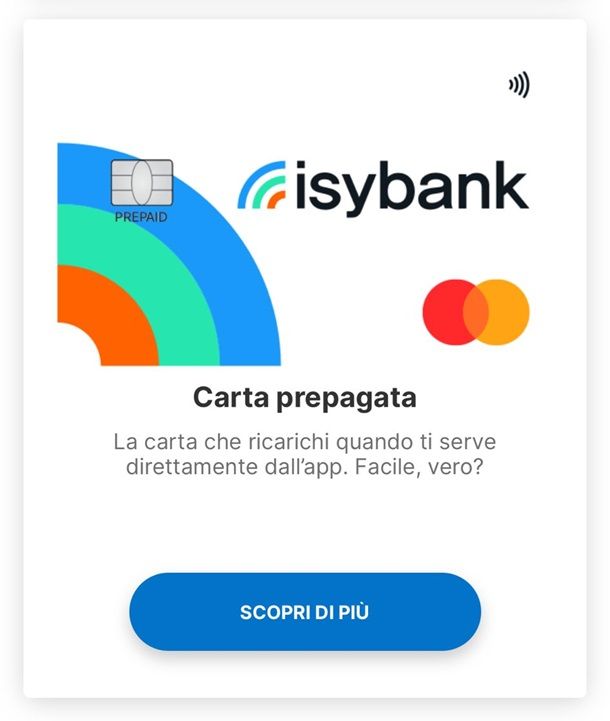 isybank
PREPAID
Carta prepagata
La carta che ricarichi quando ti serve
direttamente dall’app. Facile, vero?
SCOPRI DI PIÙ